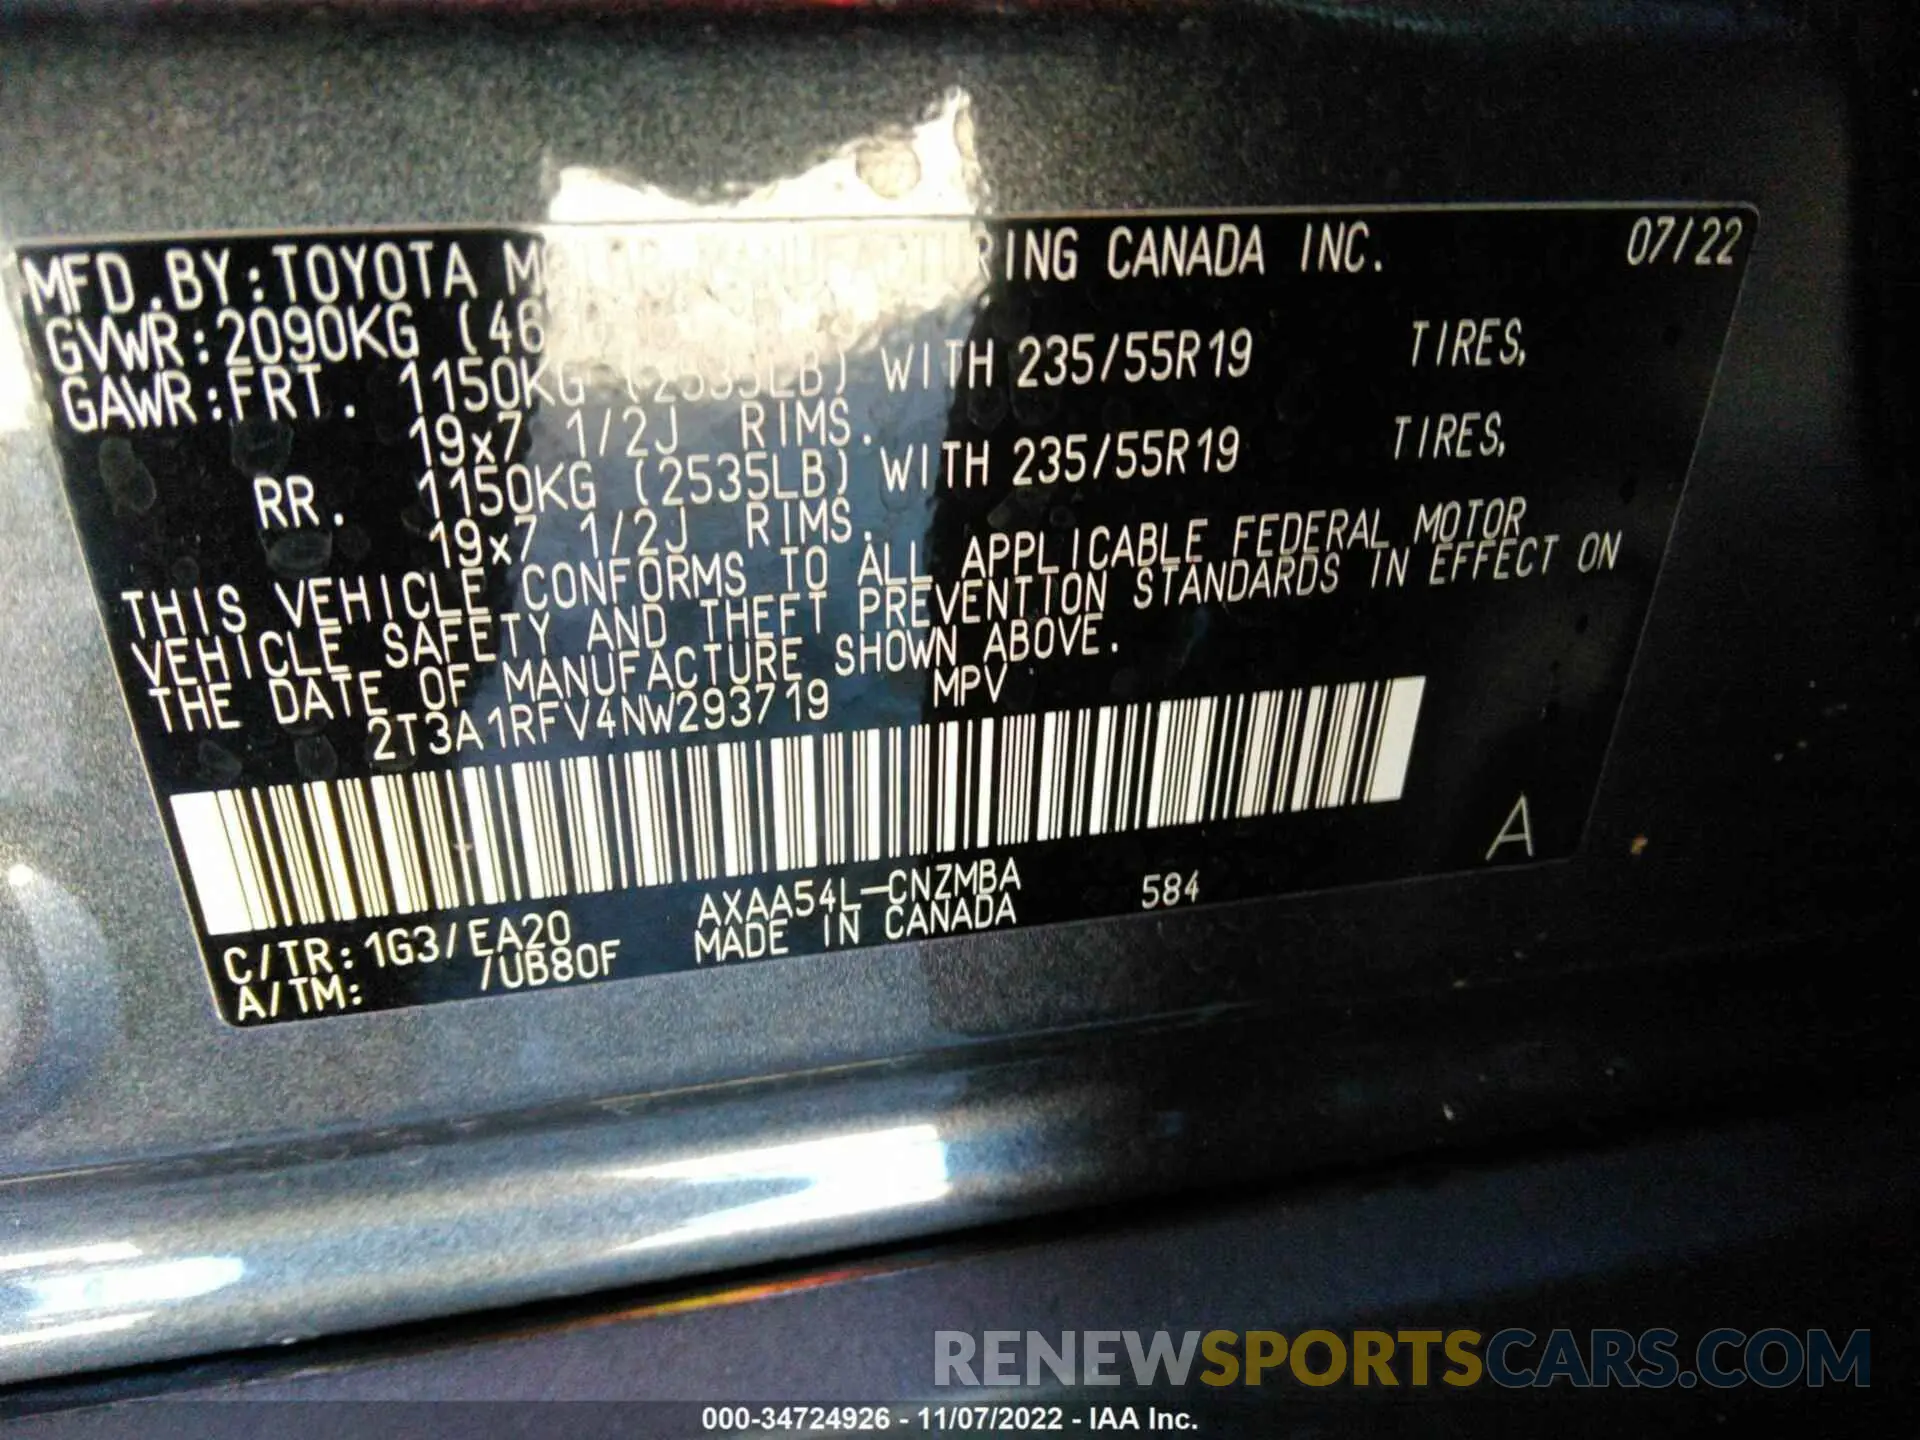 MFD.BY:TOYOTA MOTOR MANUFACTURING CANADA INC. 07/22
GVWR:2090KG (46
GAWR:FRT. 1150KG (2535LB) WITH 235/55R19 TIRES,
19x7 1/2J RIMS.
RR. 1150KG (2535LB) WITH 235/55R19 TIRES,
19x7 1/2J RIMS.
THIS VEHICLE CONFORMS TO ALL APPLICABLE FEDERAL MOTOR
VEHICLE SAFETY AND THEFT PREVENTION STANDARDS IN EFFECT ON
THE DATE OF MANUFACTURE SHOWN ABOVE.
2T3A1RFV4NW293719 MPV
A
C/TR:1G3/EA20 AXAA54L-CNZMBA 584
A/TM: /UB80F MADE IN CANADA
RENEWSPORTSCARS.COM
000-34724926 - 11/07/2022 - IAA Inc.